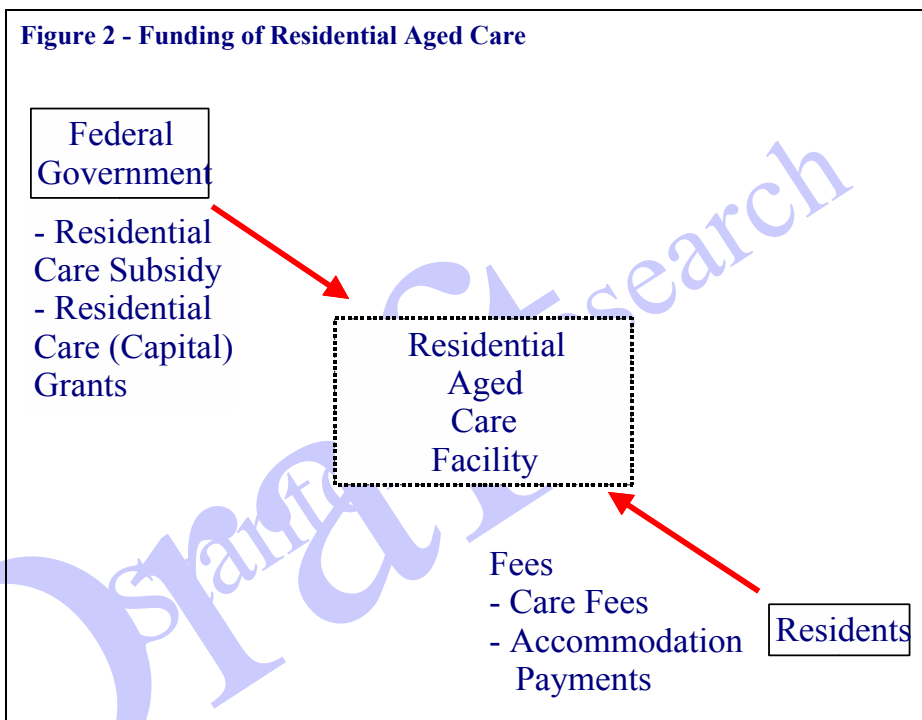 Figure 2 - Funding of Residential Aged Care
Federal
Government
- Residential
Care Subsidy
- Residential
Care (Capital)
Grants
Residential
Aged
Care
Facility
Fees
- Care Fees
- Accommodation
Payments
Residents
Draft